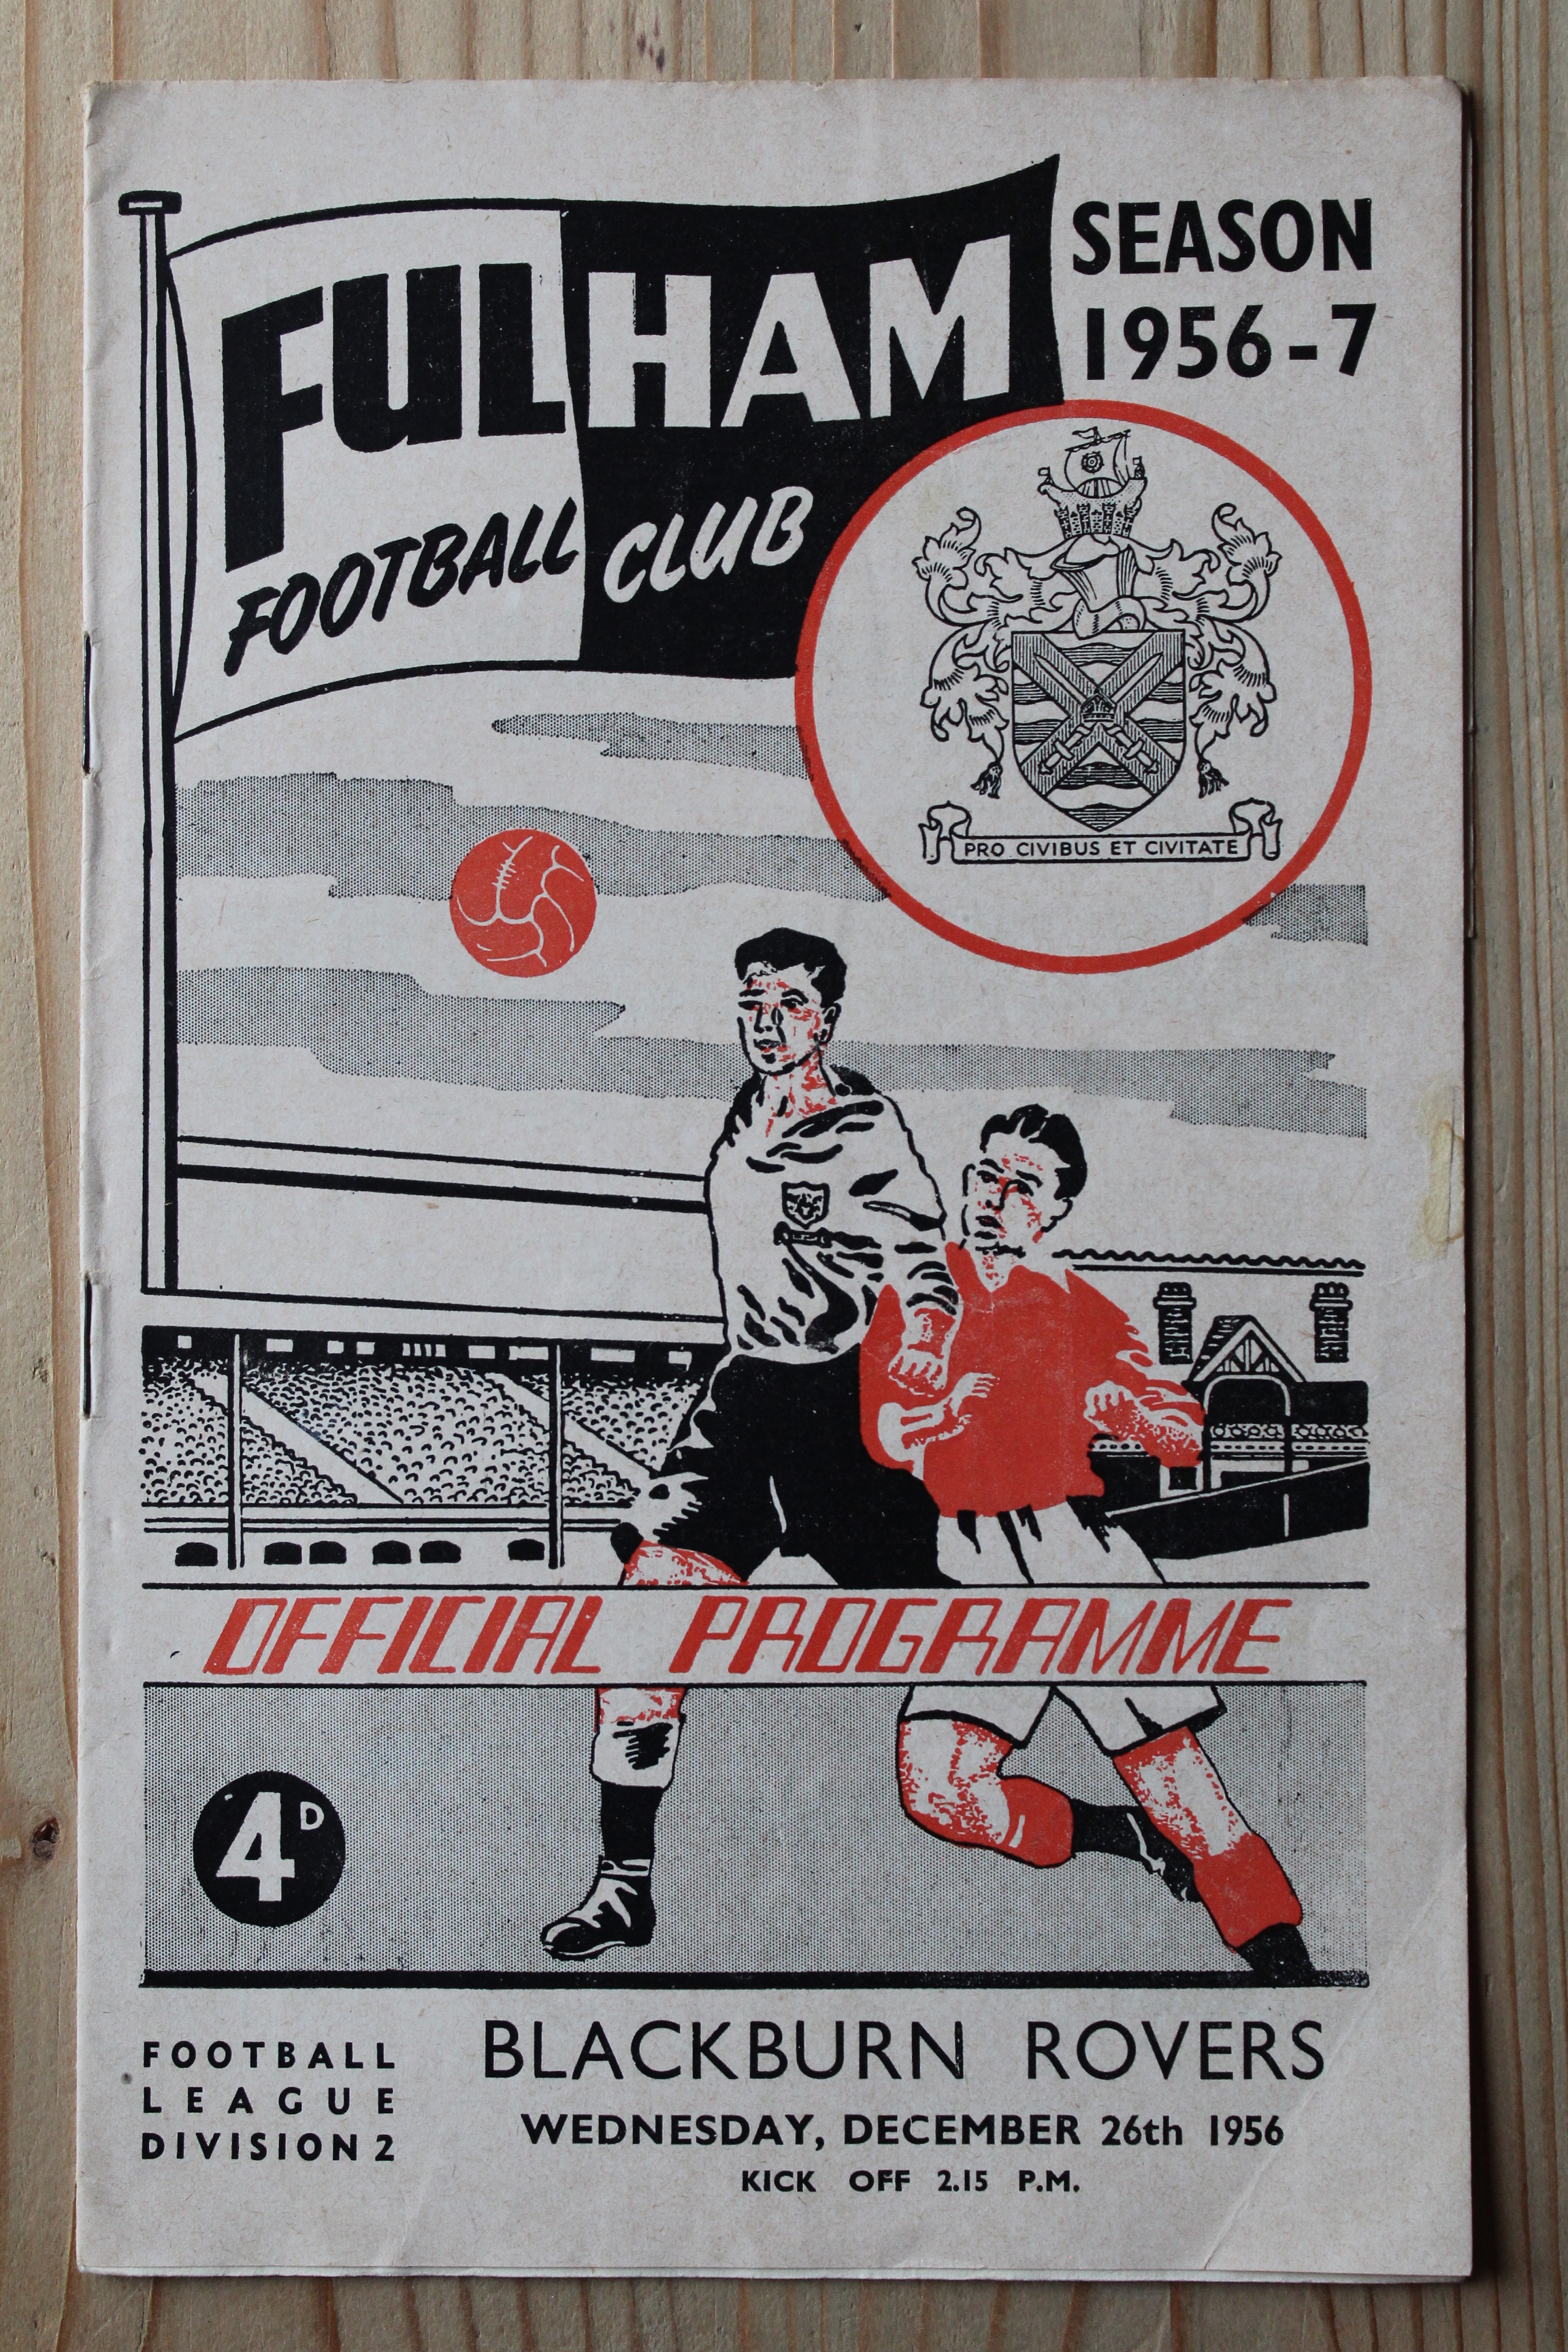 FULHAM
FOOTBALL CLUB
SEASON
1956-7
PRO CIVIBUS ET CIVITATE
OFFICIAL PROGRAMME
4D
FOOTBALL
LEAGUE
DIVISION 2
BLACKBURN ROVERS
WEDNESDAY, DECEMBER 26th 1956
KICK OFF 2.15 P.M.